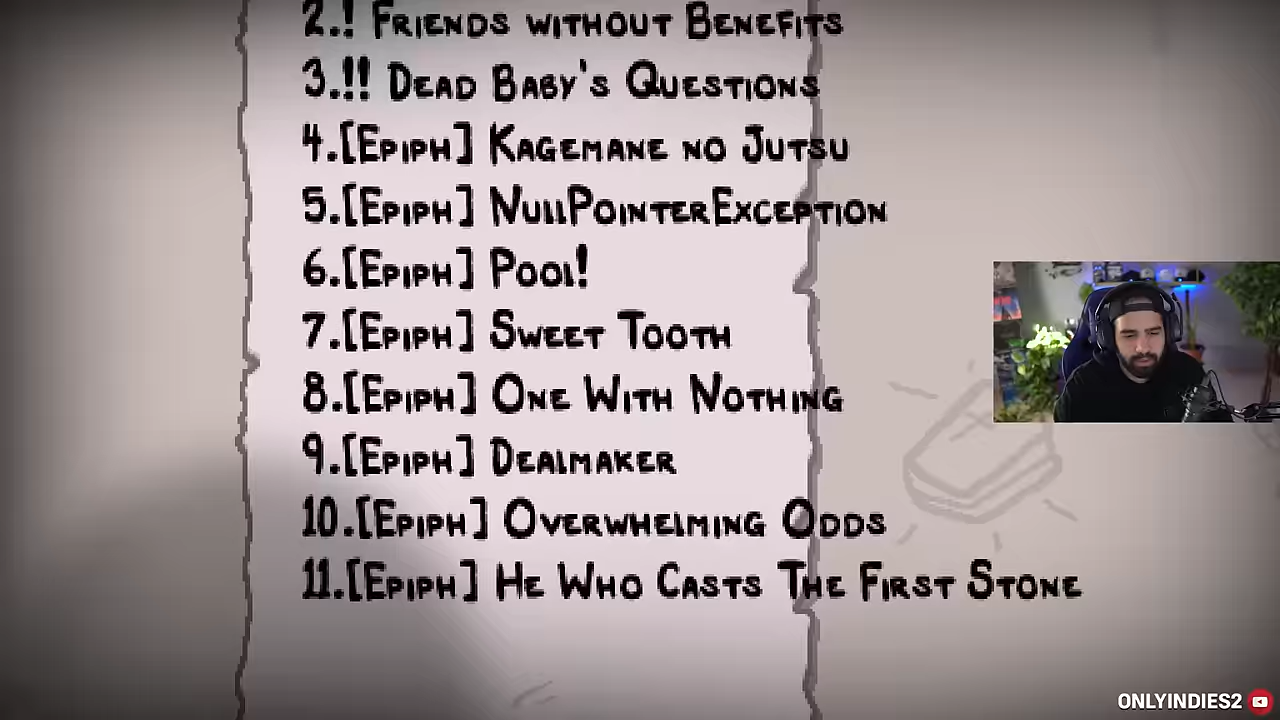 2.! Friends without Benefits
3.!! Dead Baby's Questions
4.[Epiph] Kagemane no Jutsu
5.[Epiph] NullPointerException
6.[Epiph] Pool!
7.[Epiph] Sweet Tooth
8.[Epiph] One With Nothing
9.[Epiph] Dealmaker
10.[Epiph] Overwhelming Odds
11.[Epiph] He Who Casts The First Stone
ONLYINDIES2